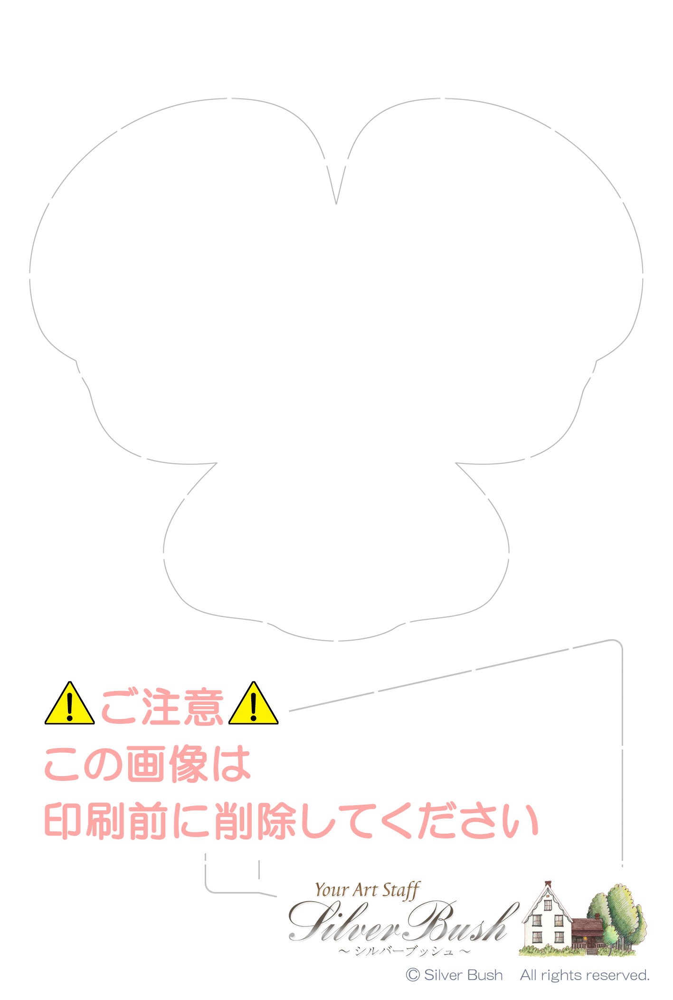 ご注意
この画像は
印刷前に削除してください
Your Art Staff
Silver Bush
～シルバーブッシュ～
© Silver Bush　All rights reserved.